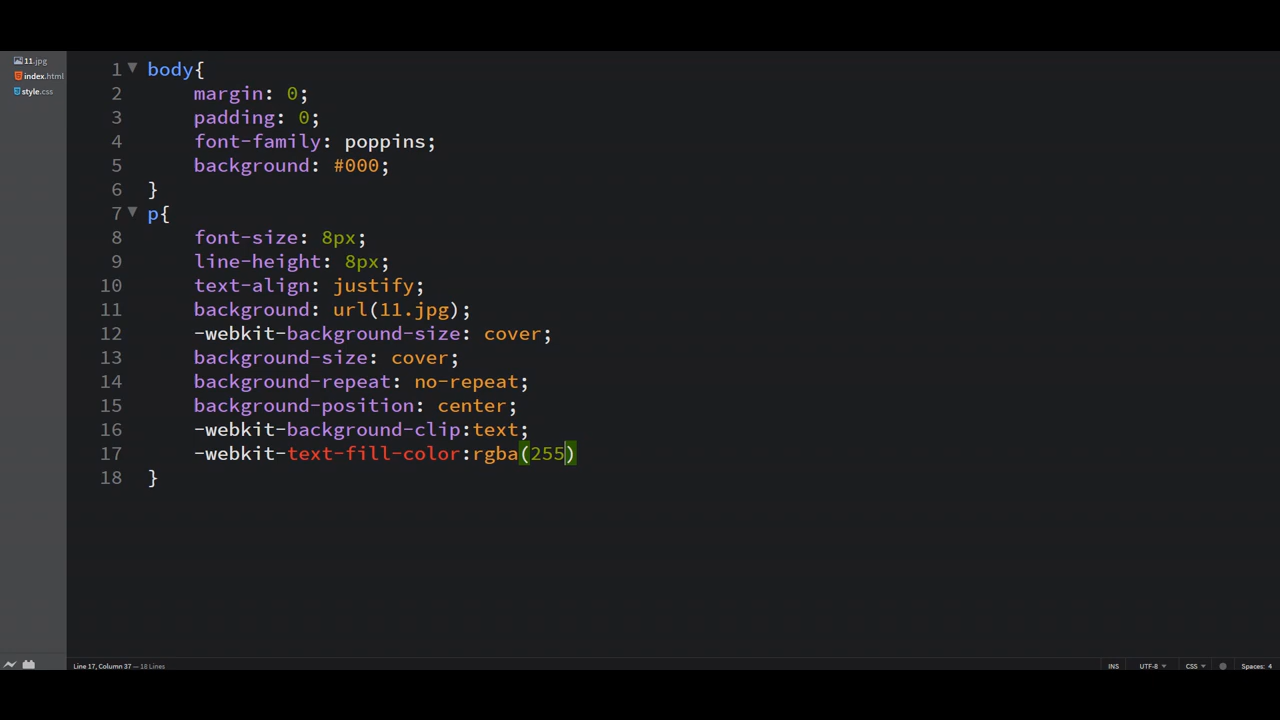 11.jpg
index.html
style.css
1 body{
2 margin: 0;
3 padding: 0;
4 font-family: poppins;
5 background: #000;
6 }
7 p{
8 font-size: 8px;
9 line-height: 8px;
10 text-align: justify;
11 background: url(11.jpg);
12 -webkit-background-size: cover;
13 background-size: cover;
14 background-repeat: no-repeat;
15 background-position: center;
16 -webkit-background-clip:text;
17 -webkit-text-fill-color:rgba(255)
18 }
Line 17, Column 37 — 18 Lines INS UTF-8 CSS Spaces: 4